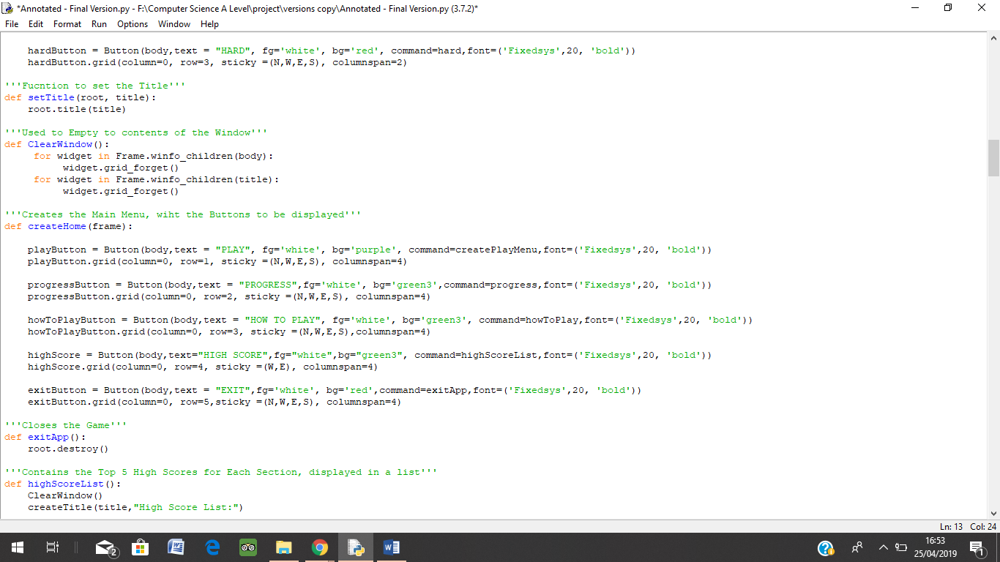 *Annotated - Final Version.py - F:\Computer Science A Level\project\versions copy\Annotated - Final Version.py (3.7.2)*
File Edit Format Run Options Window Help
    hardButton = Button(body,text = "HARD", fg='white', bg='red', command=hard,font=('Fixedsys',20, 'bold'))
    hardButton.grid(column=0, row=3, sticky =(N,W,E,S), columnspan=2)
'''Fucntion to set the Title'''
def setTitle(root, title):
    root.title(title)
'''Used to Empty to contents of the Window'''
def ClearWindow():
     for widget in Frame.winfo_children(body):
          widget.grid_forget()
     for widget in Frame.winfo_children(title):
          widget.grid_forget()
'''Creates the Main Menu, wiht the Buttons to be displayed'''
def createHome(frame):
    playButton = Button(body,text = "PLAY", fg='white', bg='purple', command=createPlayMenu,font=('Fixedsys',20, 'bold'))
    playButton.grid(column=0, row=1, sticky =(N,W,E,S), columnspan=4)
    progressButton = Button(body,text = "PROGRESS",fg='white', bg='green3',command=progress,font=('Fixedsys',20, 'bold'))
    progressButton.grid(column=0, row=2, sticky =(N,W,E,S), columnspan=4)
    howToPlayButton = Button(body,text = "HOW TO PLAY", fg='white', bg='green3', command=howToPlay,font=('Fixedsys',20, 'bold'))
    howToPlayButton.grid(column=0, row=3, sticky =(N,W,E,S),columnspan=4)
    highScore = Button(body,text="HIGH SCORE",fg="white",bg="green3", command=highScoreList,font=('Fixedsys',20, 'bold'))
    highScore.grid(column=0, row=4, sticky =(W,E), columnspan=4)
    exitButton = Button(body,text = "EXIT",fg='white', bg='red',command=exitApp,font=('Fixedsys',20, 'bold'))
    exitButton.grid(column=0, row=5,sticky =(N,W,E,S), columnspan=4)
'''Closes the Game'''
def exitApp():
    root.destroy()
'''Contains the Top 5 High Scores for Each Section, displayed in a list'''
def highScoreList():
    ClearWindow()
    createTitle(title,"High Score List:")
Ln: 13 Col: 24
2
16:53
25/04/2019
1